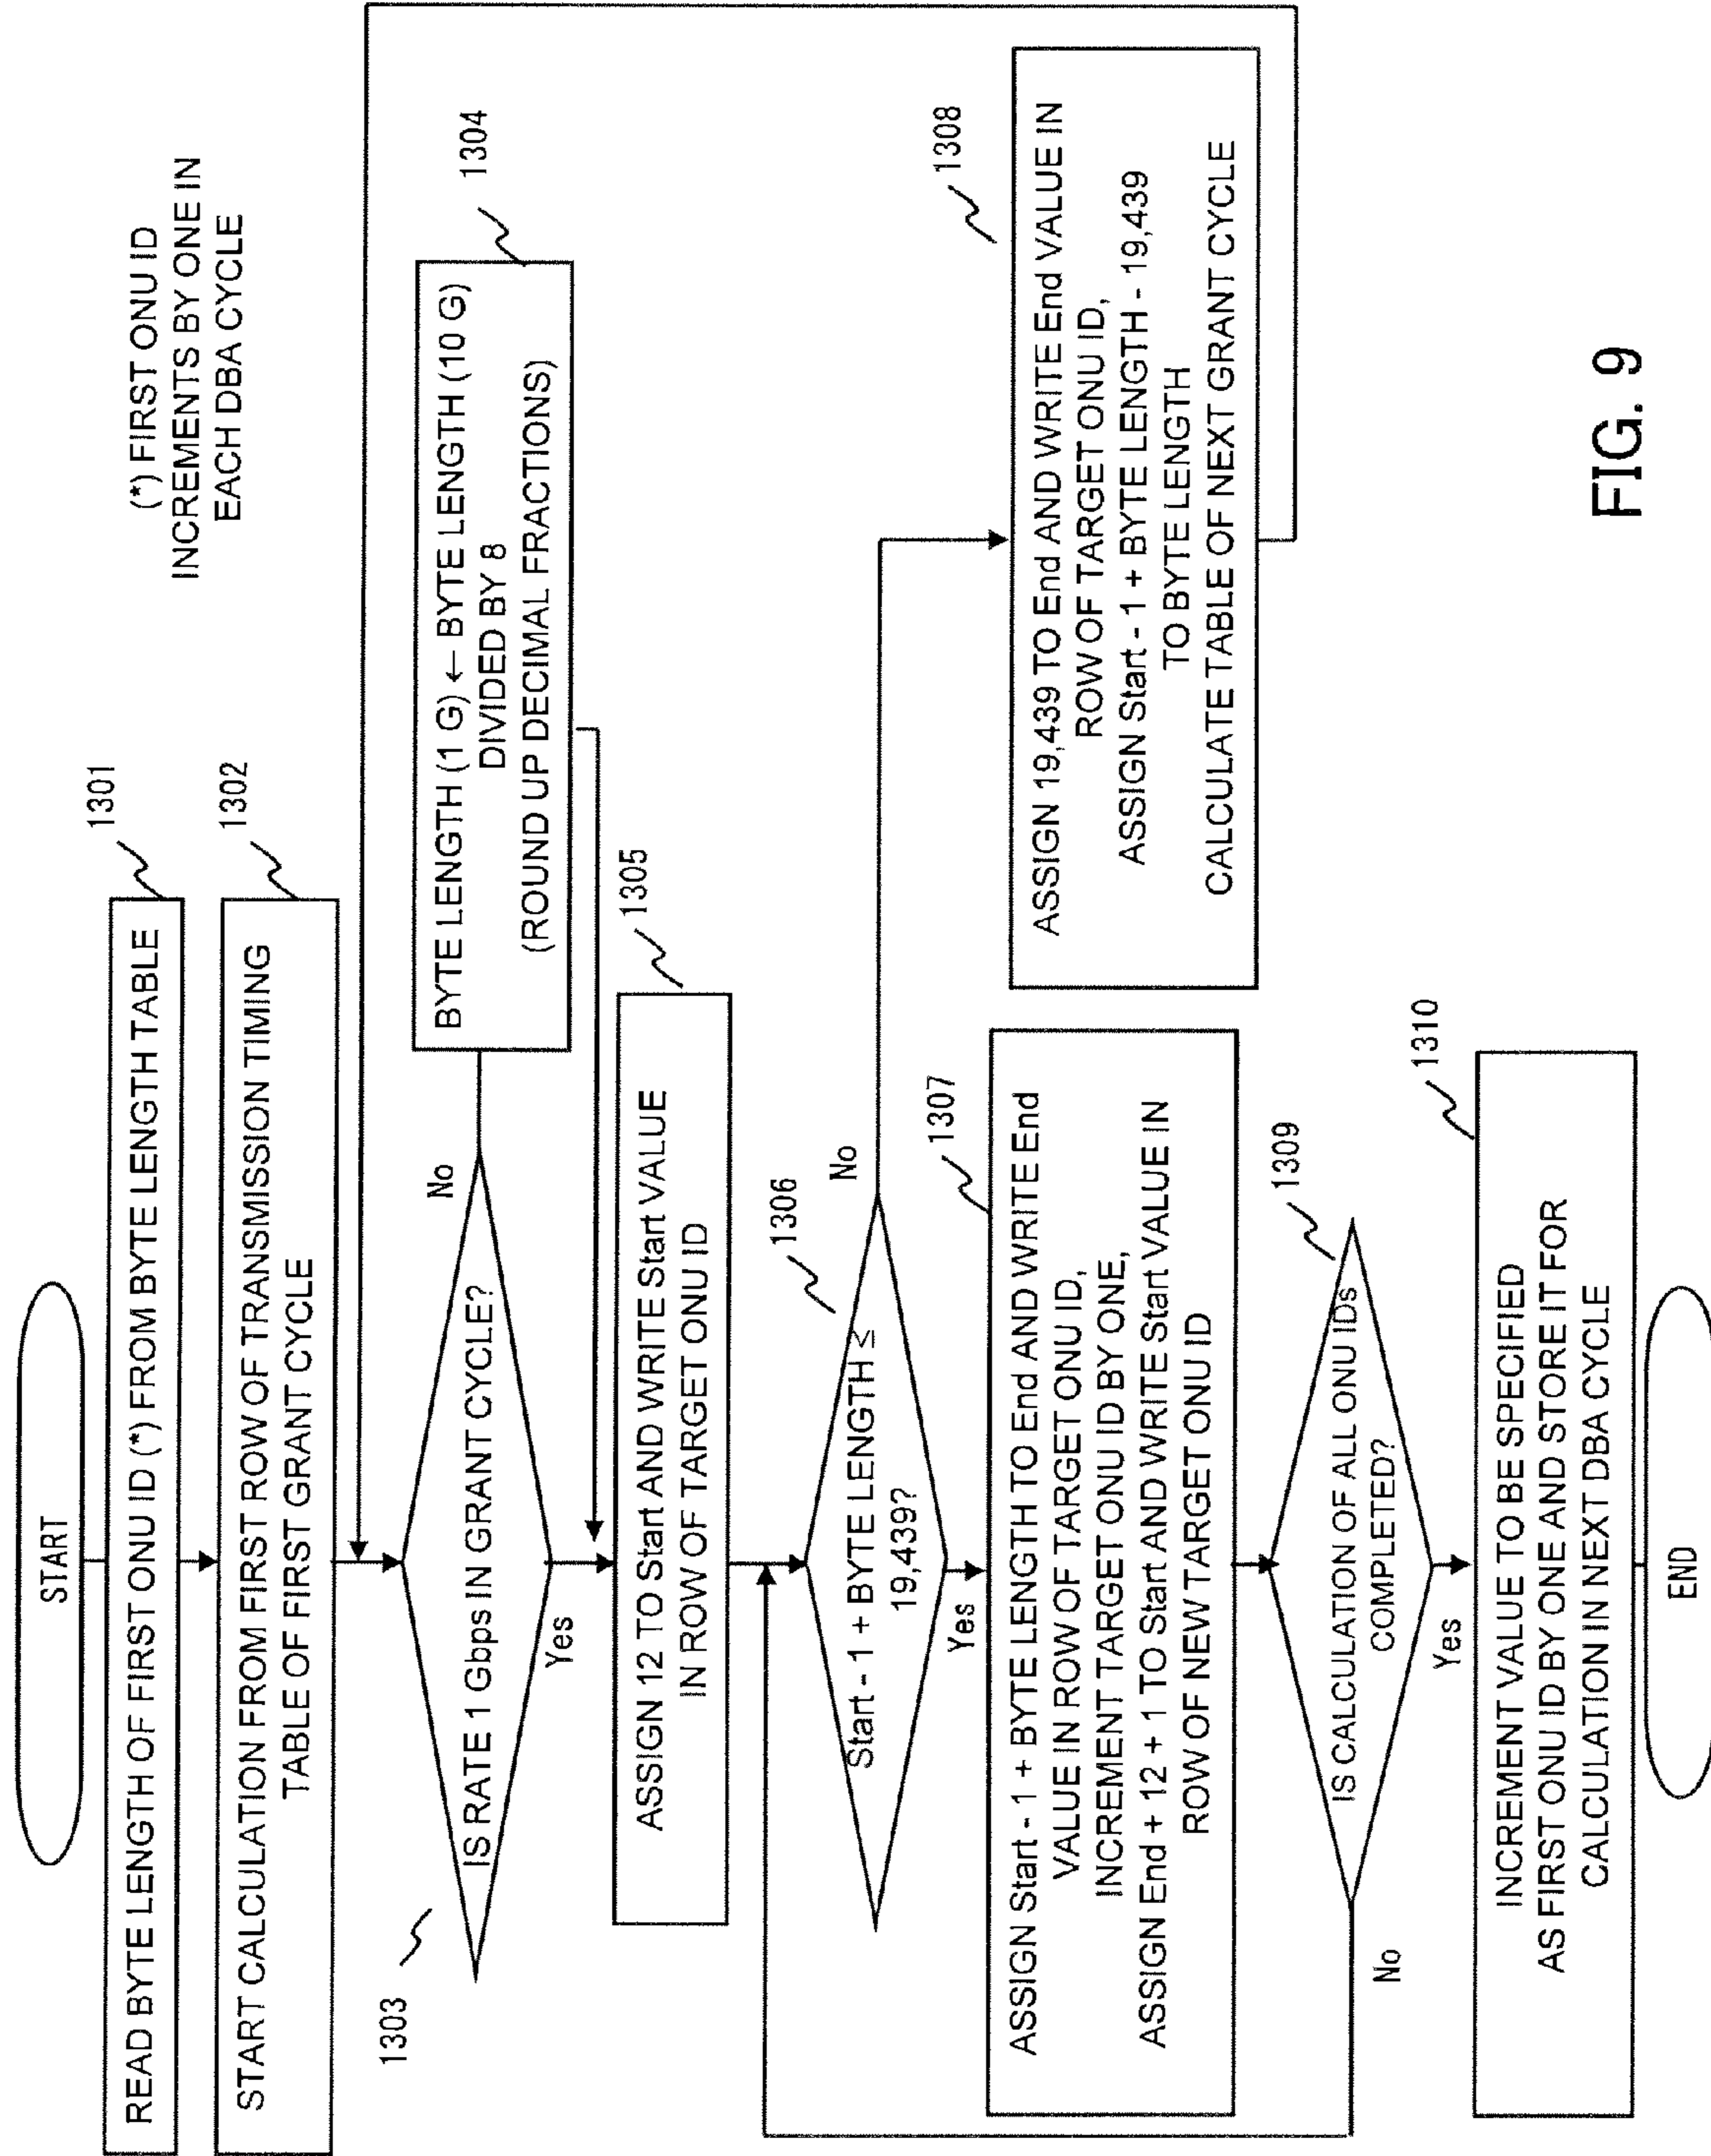 (*) FIRST ONU ID
INCREMENTS BY ONE IN
EACH DBA CYCLE
START
1301
READ BYTE LENGTH OF FIRST ONU ID (*) FROM BYTE LENGTH TABLE
1302
START CALCULATION FROM FIRST ROW OF TRANSMISSION TIMING
TABLE OF FIRST GRANT CYCLE
1303
IS RATE 1 Gbps IN GRANT CYCLE?
No
Yes
1304
BYTE LENGTH (1 G) ← BYTE LENGTH (10 G)
DIVIDED BY 8
(ROUND UP DECIMAL FRACTIONS)
1305
ASSIGN 12 TO Start AND WRITE Start VALUE
IN ROW OF TARGET ONU ID
1306
Start - 1 + BYTE LENGTH ≤
19,439?
No
Yes
1307
ASSIGN Start - 1 + BYTE LENGTH TO End AND WRITE End
VALUE IN ROW OF TARGET ONU ID,
INCREMENT TARGET ONU ID BY ONE,
ASSIGN End + 12 + 1 TO Start AND WRITE Start VALUE IN
ROW OF NEW TARGET ONU ID
1308
ASSIGN 19,439 TO End AND WRITE End VALUE IN
ROW OF TARGET ONU ID,
ASSIGN Start - 1 + BYTE LENGTH - 19,439
TO BYTE LENGTH
CALCULATE TABLE OF NEXT GRANT CYCLE
1309
IS CALCULATION OF ALL ONU IDs
COMPLETED?
No
Yes
1310
INCREMENT VALUE TO BE SPECIFIED
AS FIRST ONU ID BY ONE AND STORE IT FOR
CALCULATION IN NEXT DBA CYCLE
END
FIG. 9